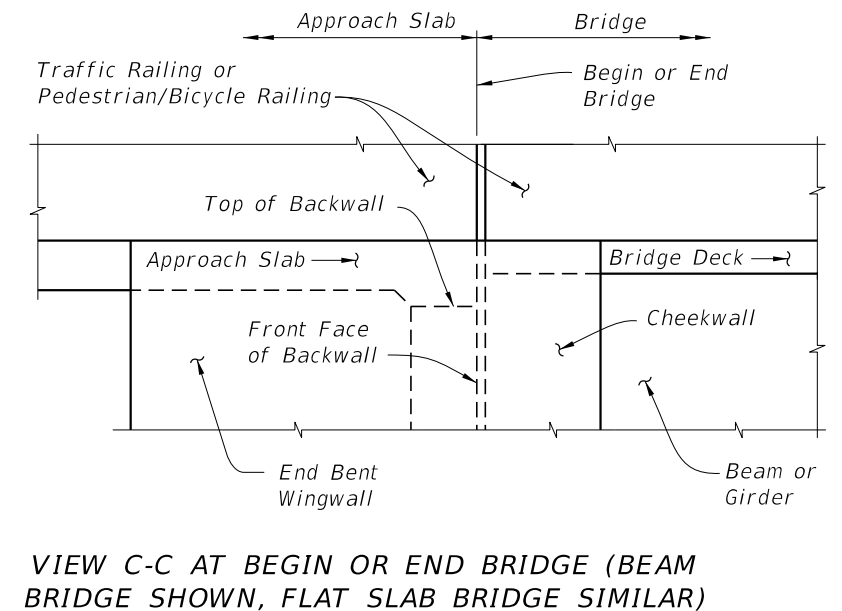 Approach Slab
Bridge
Traffic Railing or
Pedestrian/Bicycle Railing
Begin or End
Bridge
Top of Backwall
Approach Slab
Bridge Deck
Front Face
of Backwall
Cheekwall
End Bent
Wingwall
Beam or
Girder
VIEW C-C AT BEGIN OR END BRIDGE (BEAM
BRIDGE SHOWN, FLAT SLAB BRIDGE SIMILAR)